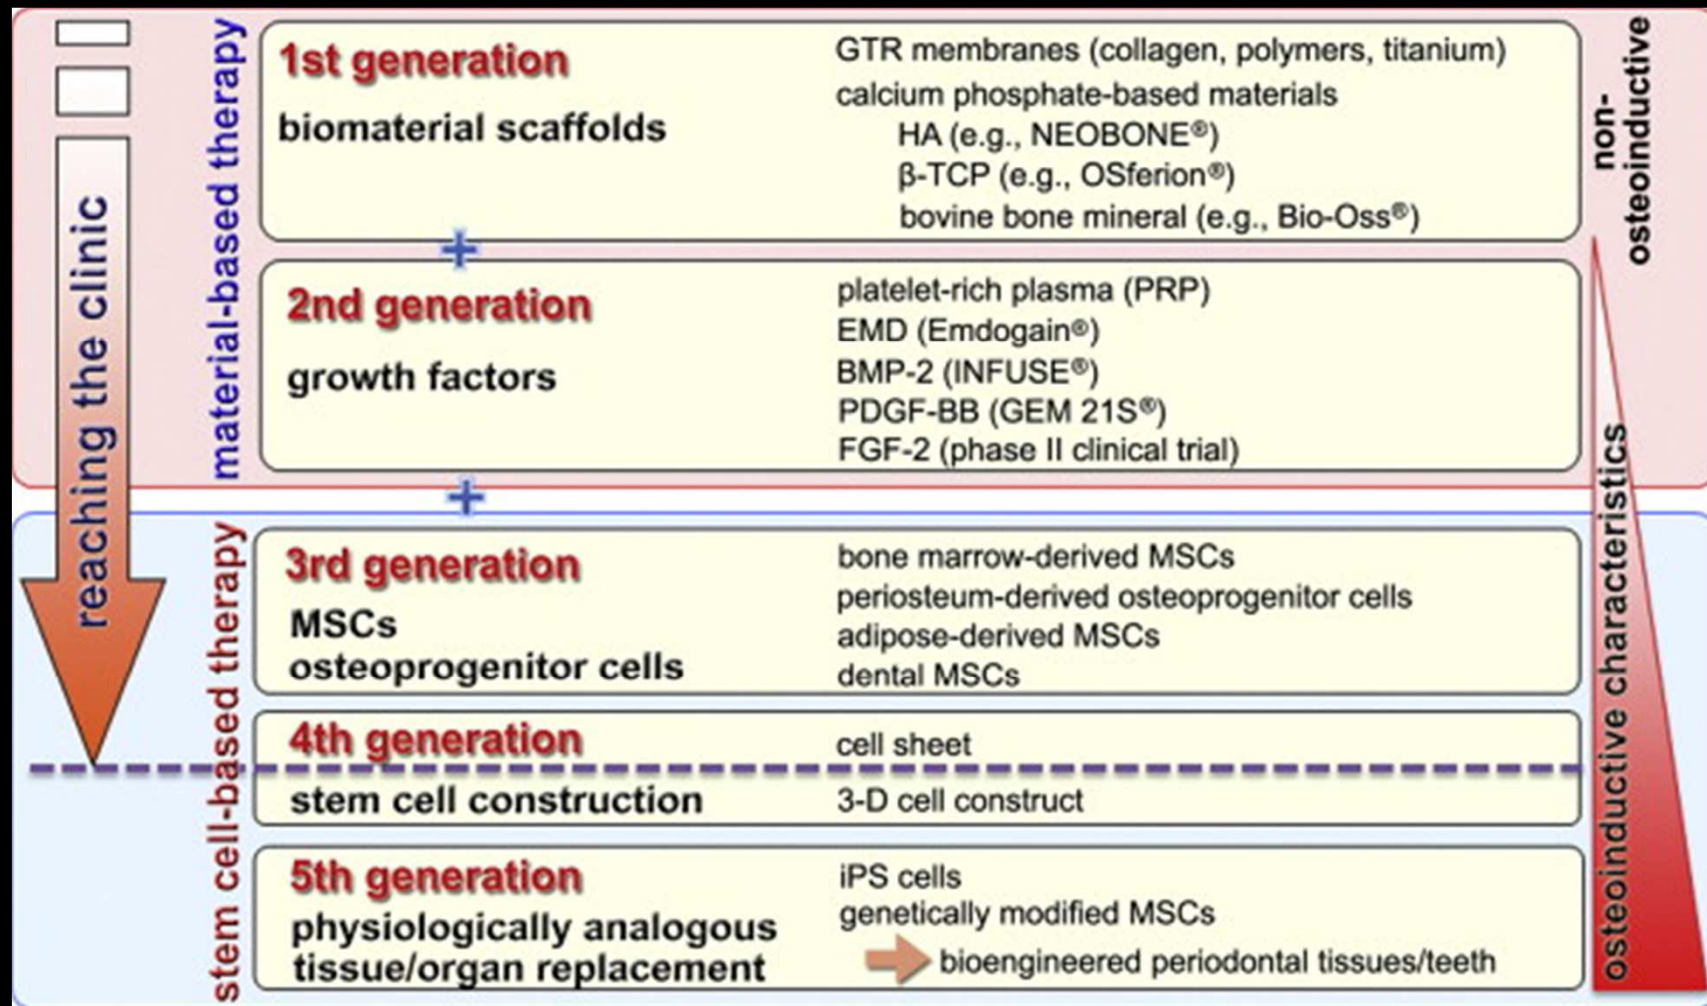 reaching the clinic
material-based therapy
1st generation
biomaterial scaffolds
GTR membranes (collagen, polymers, titanium)
calcium phosphate-based materials
HA (e.g., NEOBONE®)
β-TCP (e.g., OSferion®)
bovine bone mineral (e.g., Bio-Oss®)
non-
osteoinductive
+
2nd generation
growth factors
platelet-rich plasma (PRP)
EMD (Emdogain®)
BMP-2 (INFUSE®)
PDGF-BB (GEM 21S®)
FGF-2 (phase II clinical trial)
+
stem cell-based therapy
3rd generation
MSCs
osteoprogenitor cells
bone marrow-derived MSCs
periosteum-derived osteoprogenitor cells
adipose-derived MSCs
dental MSCs
osteoinductive characteristics
4th generation
stem cell construction
cell sheet
3-D cell construct
5th generation
physiologically analogous
tissue/organ replacement
iPS cells
genetically modified MSCs
bioengineered periodontal tissues/teeth